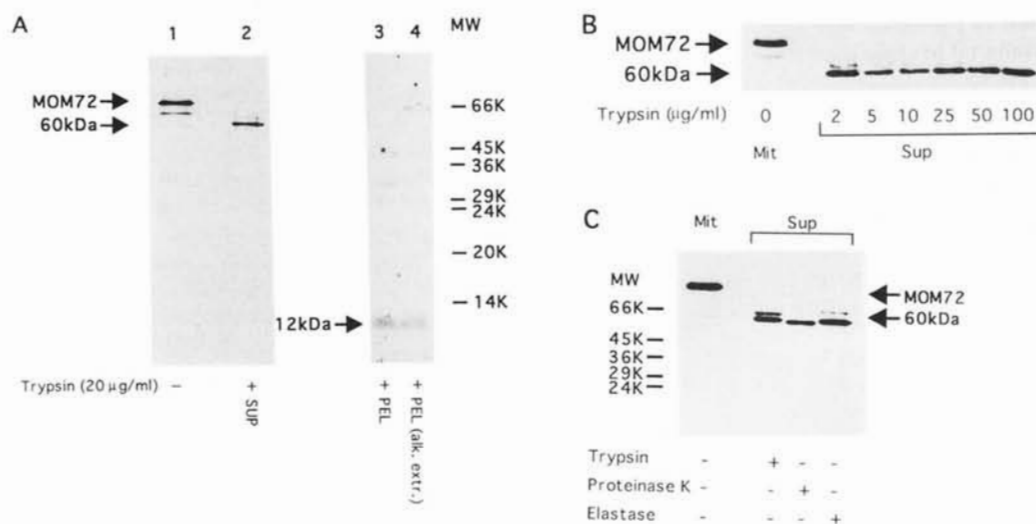 A
1 2 3 4 MW
MOM72
60kDa
66K
45K
36K
29K
24K
20K
14K
12kDa
Trypsin (20 µg/ml) – + + +
SUP
PEL
PEL (alk. extr.)
B
MOM72
60kDa
Trypsin (µg/ml) 0 2 5 10 25 50 100
Mit Sup
C
Mit Sup
MW
66K
45K
36K
29K
24K
MOM72
60kDa
Trypsin - + - -
Proteinase K - - + -
Elastase - - - +